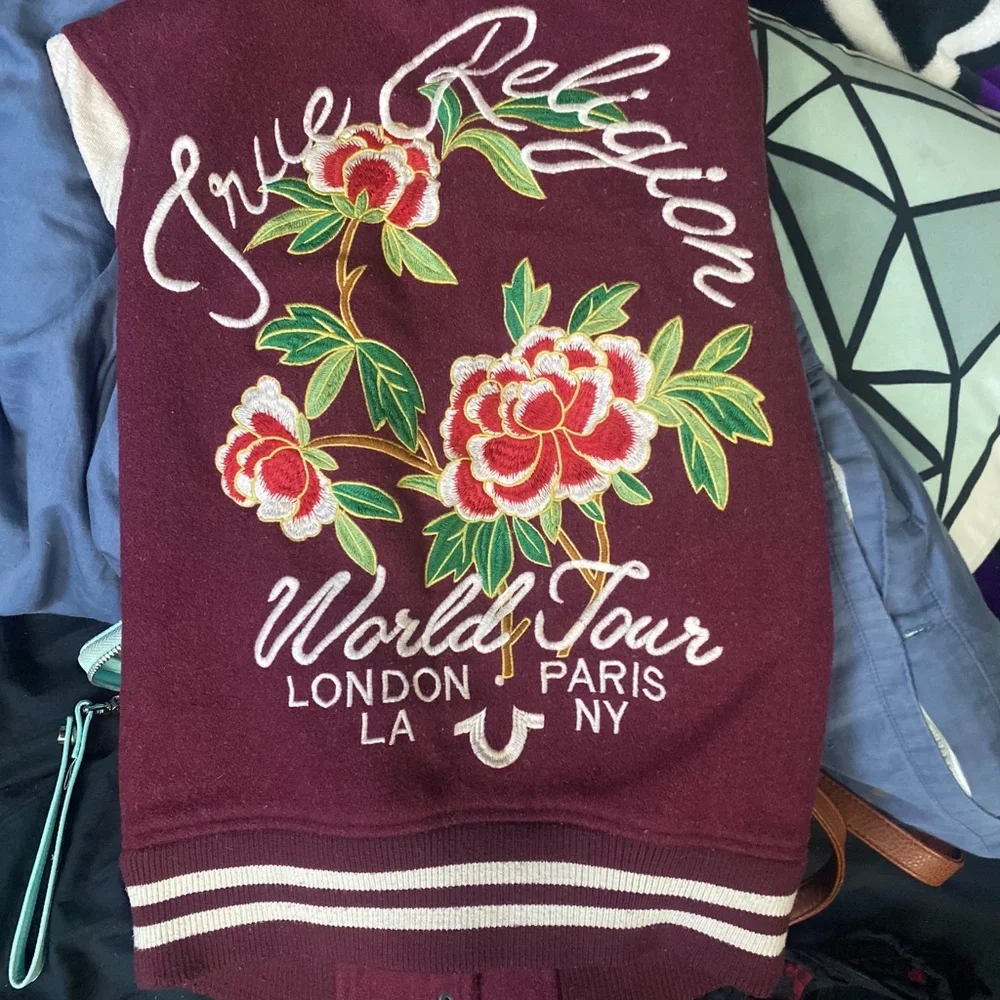 True Religion
World Tour
LONDON · PARIS
LA NY